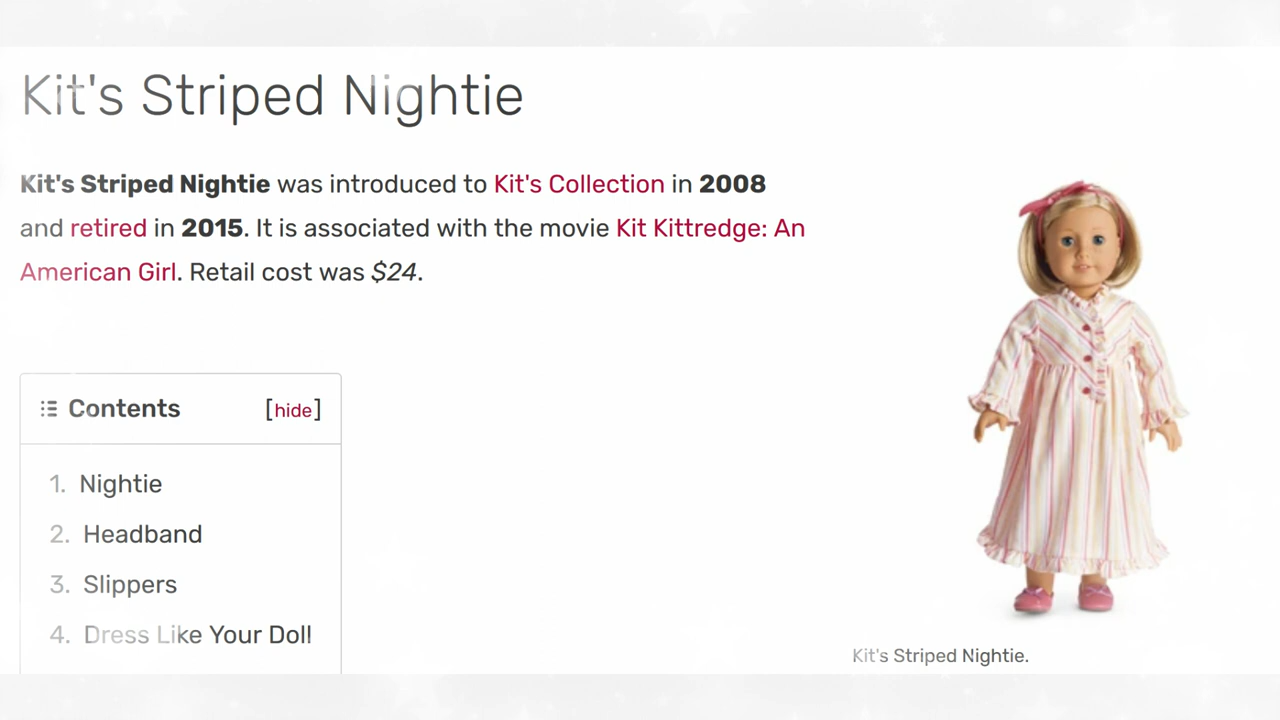 Kit's Striped Nightie
Kit's Striped Nightie was introduced to Kit's Collection in 2008
and retired in 2015. It is associated with the movie Kit Kittredge: An
American Girl. Retail cost was $24.
Contents [hide]
1. Nightie
2. Headband
3. Slippers
4. Dress Like Your Doll
Kit's Striped Nightie.